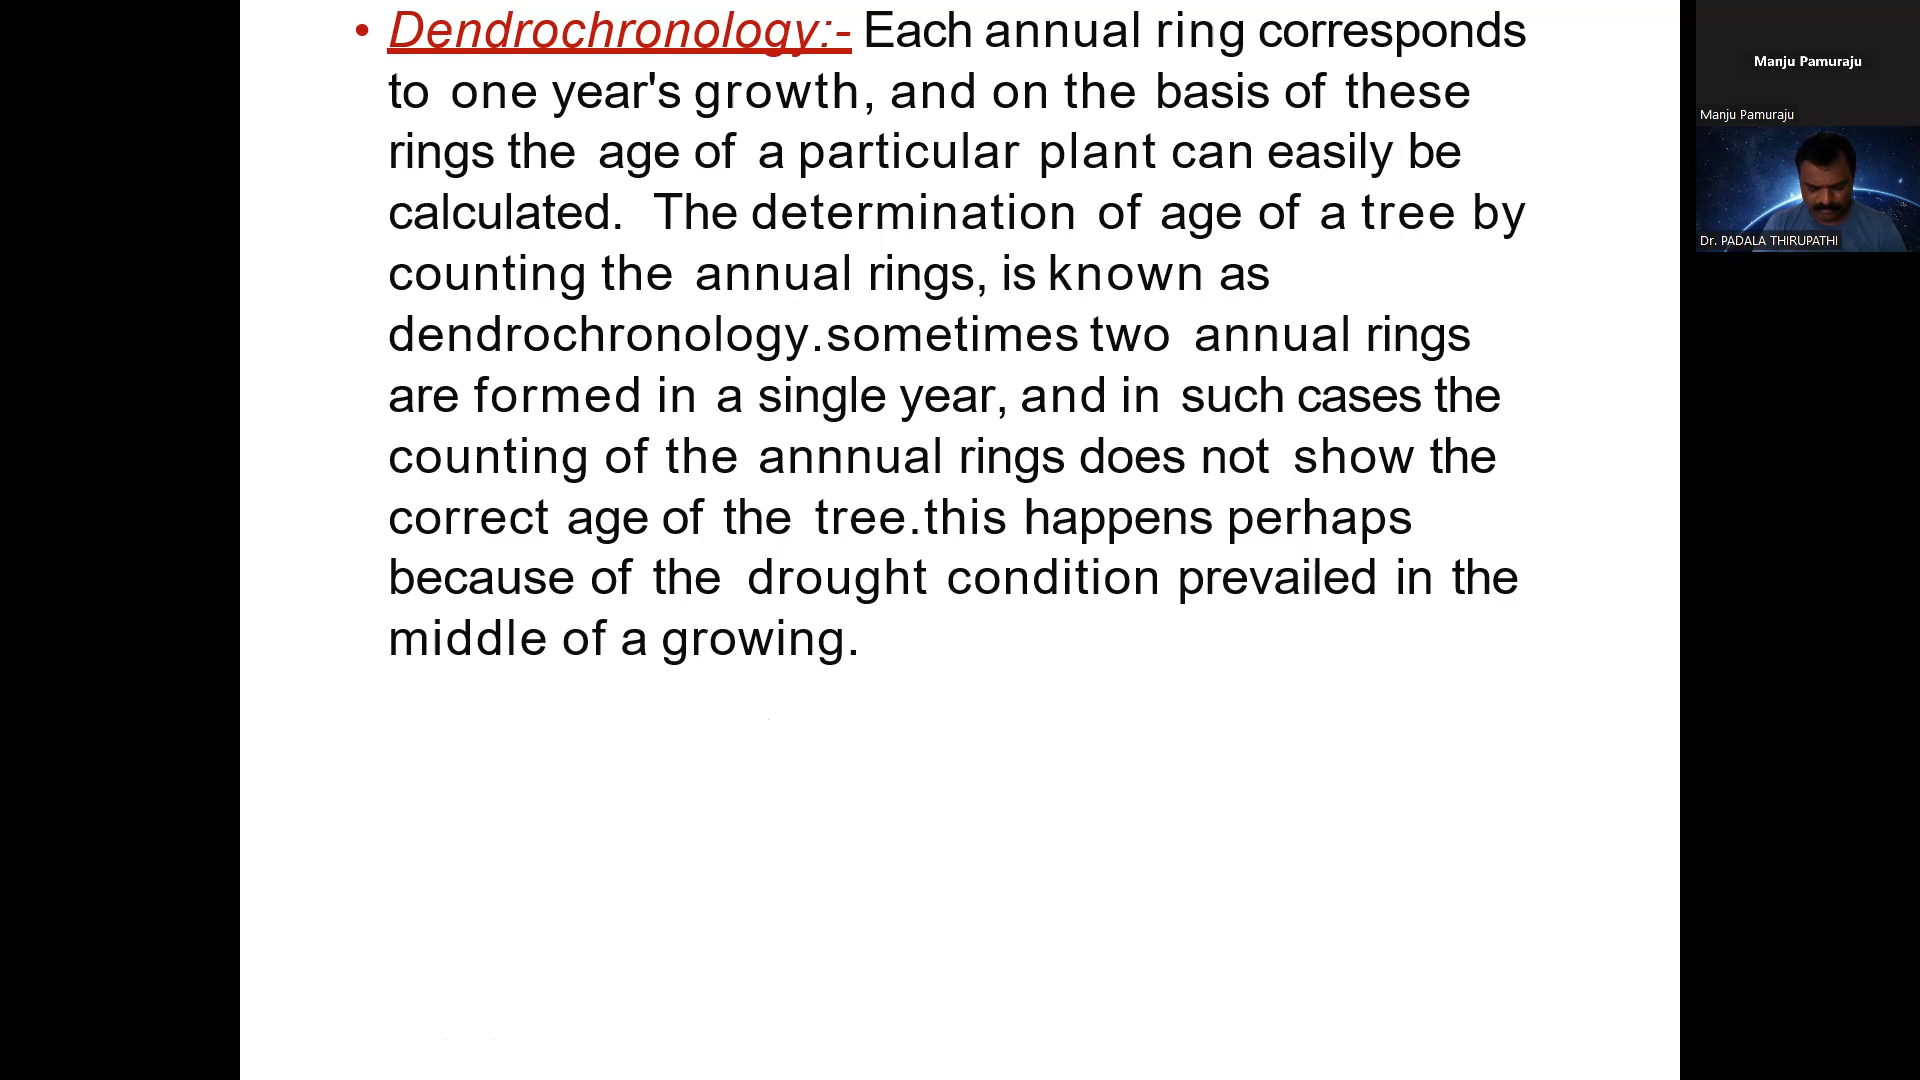 • Dendrochronology:- Each annual ring corresponds
to one year's growth, and on the basis of these
rings the age of a particular plant can easily be
calculated. The determination of age of a tree by
counting the annual rings, is known as
dendrochronology.sometimes two annual rings
are formed in a single year, and in such cases the
counting of the annnual rings does not show the
correct age of the tree.this happens perhaps
because of the drought condition prevailed in the
middle of a growing.
Manju Pamuraju
Manju Pamuraju
Dr. PADALA THIRUPATHI